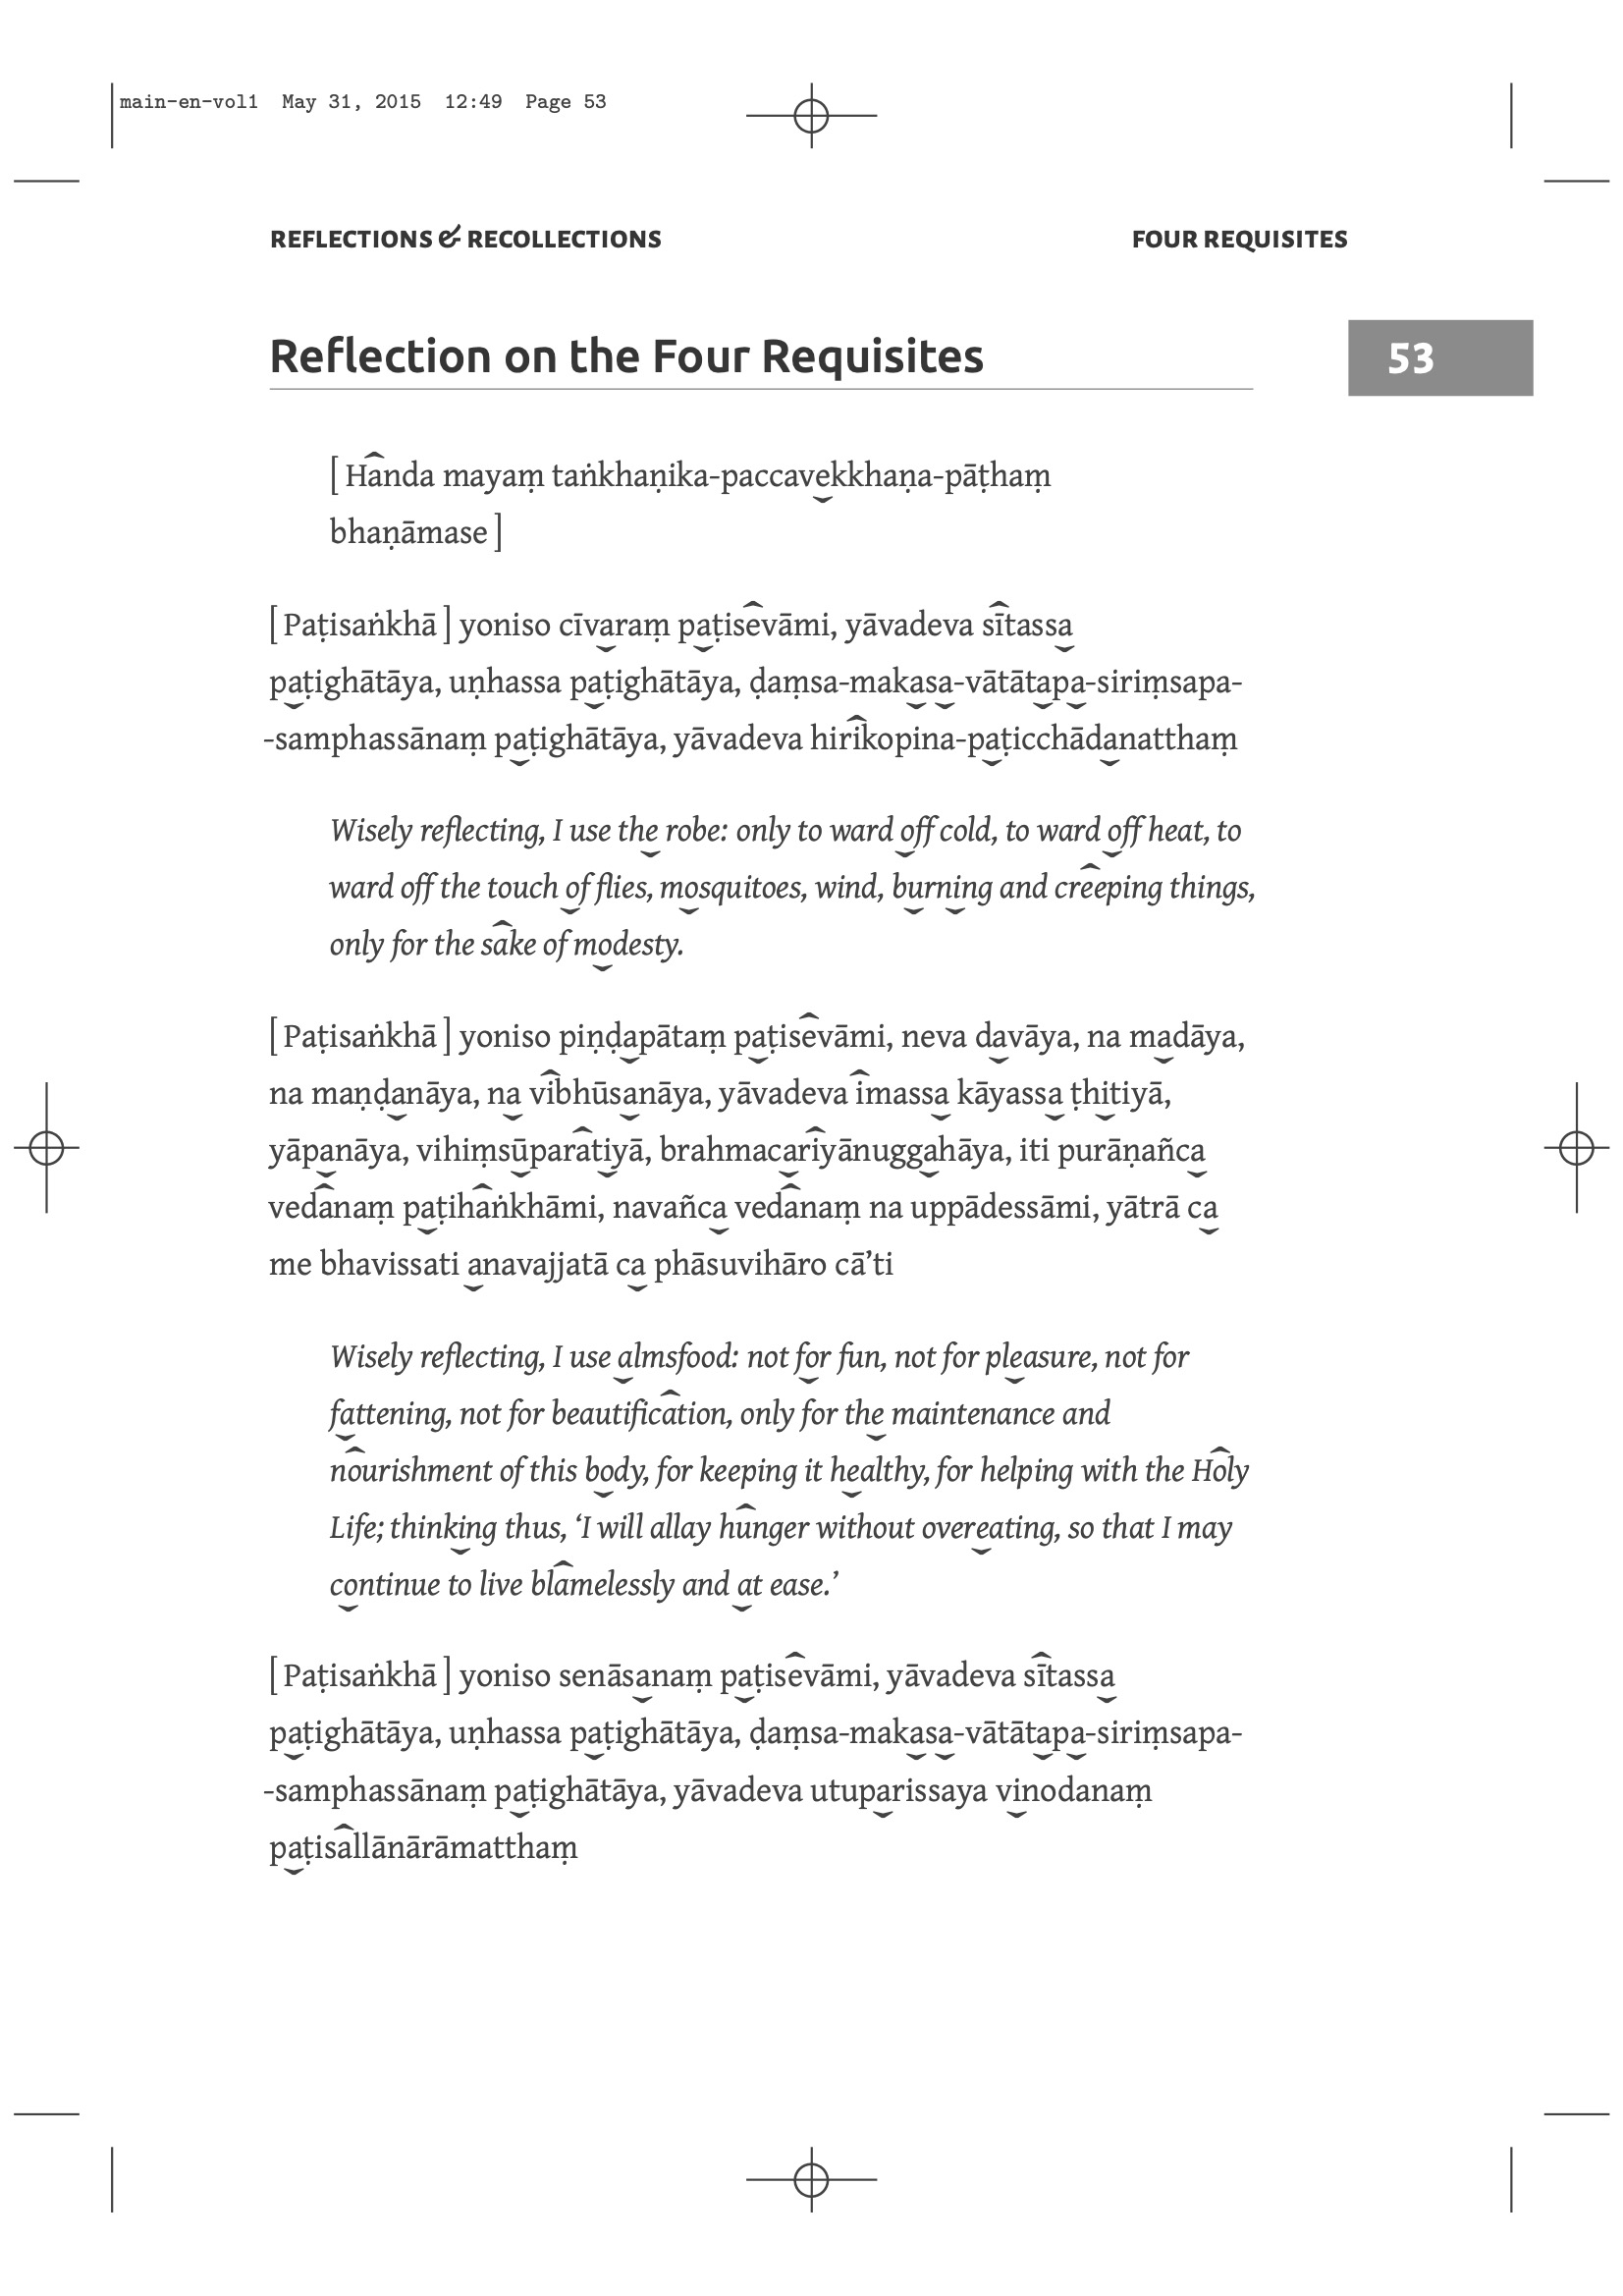 main-en-vol1 May 31, 2015 12:49 Page 53
REFLECTIONS & RECOLLECTIONS FOUR REQUISITES
Reflection on the Four Requisites 53
[ Handa mayaṃ taṅkhaṇika-paccavekkhaṇa-pāṭhaṃ
bhaṇāmase ]
[ Paṭisaṅkhā ] yoniso cīvaraṃ paṭisevāmi, yāvadeva sītassa
paṭighātāya, uṇhassa paṭighātāya, ḍaṃsa-makasa-vātātapa-siriṃsapa-
-samphassānaṃ paṭighātāya, yāvadeva hirikopina-paṭicchādanatthaṃ
Wisely reflecting, I use the robe: only to ward off cold, to ward off heat, to
ward off the touch of flies, mosquitoes, wind, burning and creeping things,
only for the sake of modesty.
[ Paṭisaṅkhā ] yoniso piṇḍapātaṃ paṭisevāmi, neva davāya, na madāya,
na maṇḍanāya, na vibhūsanāya, yāvadeva imassa kāyassa ṭhitiyā,
yāpanāya, vihiṃsūparatiyā, brahmacariyānuggahāya, iti purāṇañca
vedanaṃ paṭihaṅkhāmi, navañca vedanaṃ na uppādessāmi, yātrā ca
me bhavissati anavajjatā ca phāsuvihāro cā’ti
Wisely reflecting, I use almsfood: not for fun, not for pleasure, not for
fattening, not for beautification, only for the maintenance and
nourishment of this body, for keeping it healthy, for helping with the Holy
Life; thinking thus, ‘I will allay hunger without overeating, so that I may
continue to live blamelessly and at ease.’
[ Paṭisaṅkhā ] yoniso senāsanaṃ paṭisevāmi, yāvadeva sītassa
paṭighātāya, uṇhassa paṭighātāya, ḍaṃsa-makasa-vātātapa-siriṃsapa-
-samphassānaṃ paṭighātāya, yāvadeva utuparissaya vinodanaṃ
paṭisallānārāmatthaṃ